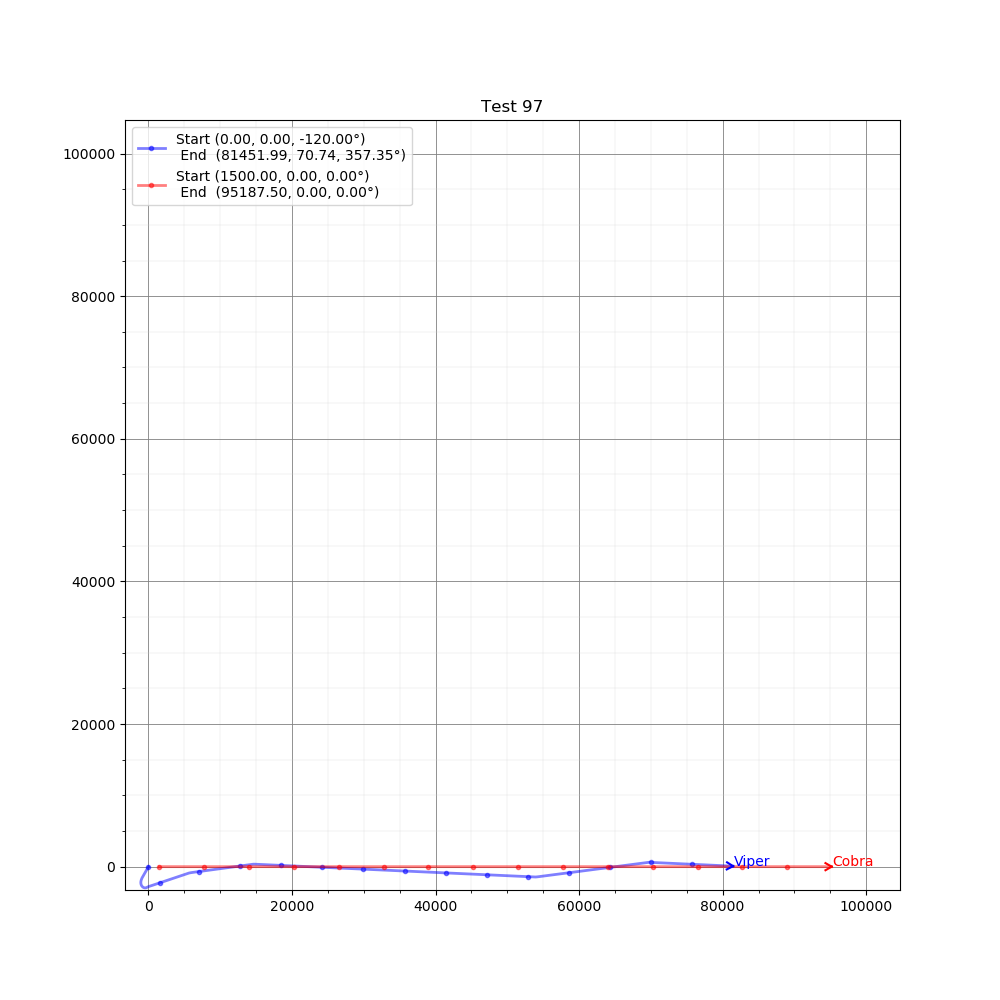 Test 97
Start (0.00, 0.00, -120.00°)
End (81451.99, 70.74, 357.35°)
Start (1500.00, 0.00, 0.00°)
End (95187.50, 0.00, 0.00°)
100000
80000
60000
40000
20000
0
Viper
Cobra
0 20000 40000 60000 80000 100000